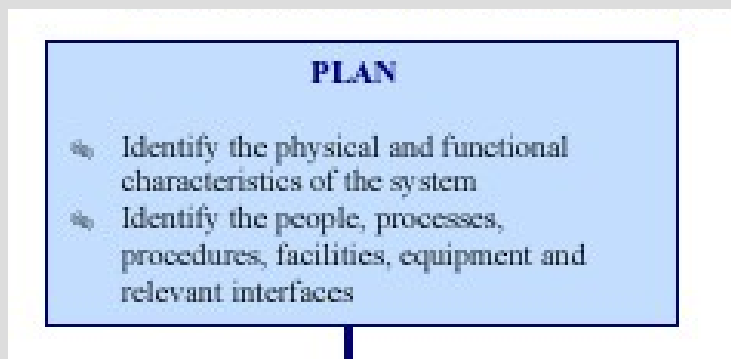 PLAN
Identify the physical and functional
characteristics of the system
Identify the people, processes,
procedures, facilities, equipment and
relevant interfaces